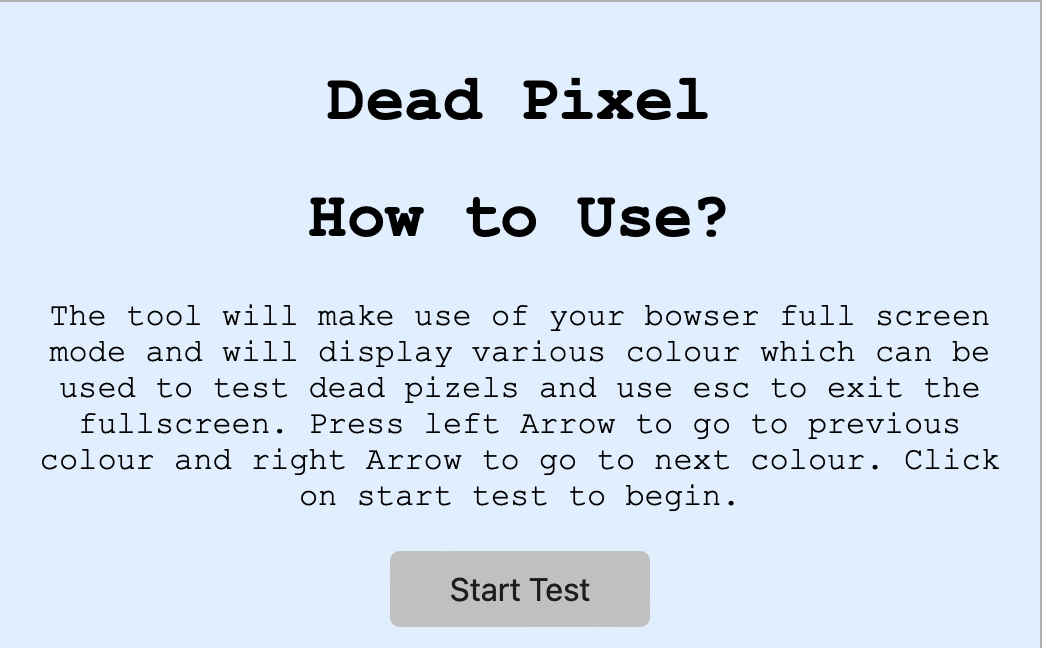 Dead Pixel
How to Use?
The tool will make use of your bowser full screen
mode and will display various colour which can be
used to test dead pizels and use esc to exit the
fullscreen. Press left Arrow to go to previous
colour and right Arrow to go to next colour. Click
on start test to begin.
Start Test